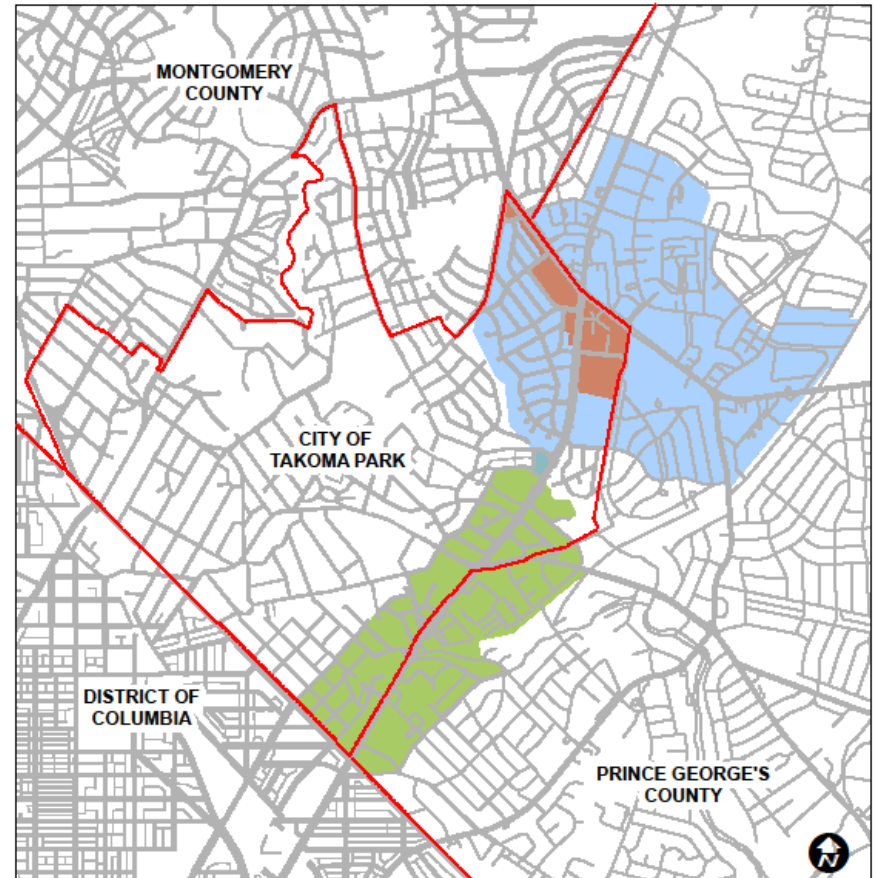 MONTGOMERY
COUNTY
CITY OF
TAKOMA PARK
DISTRICT OF
COLUMBIA
PRINCE GEORGE'S
COUNTY
N